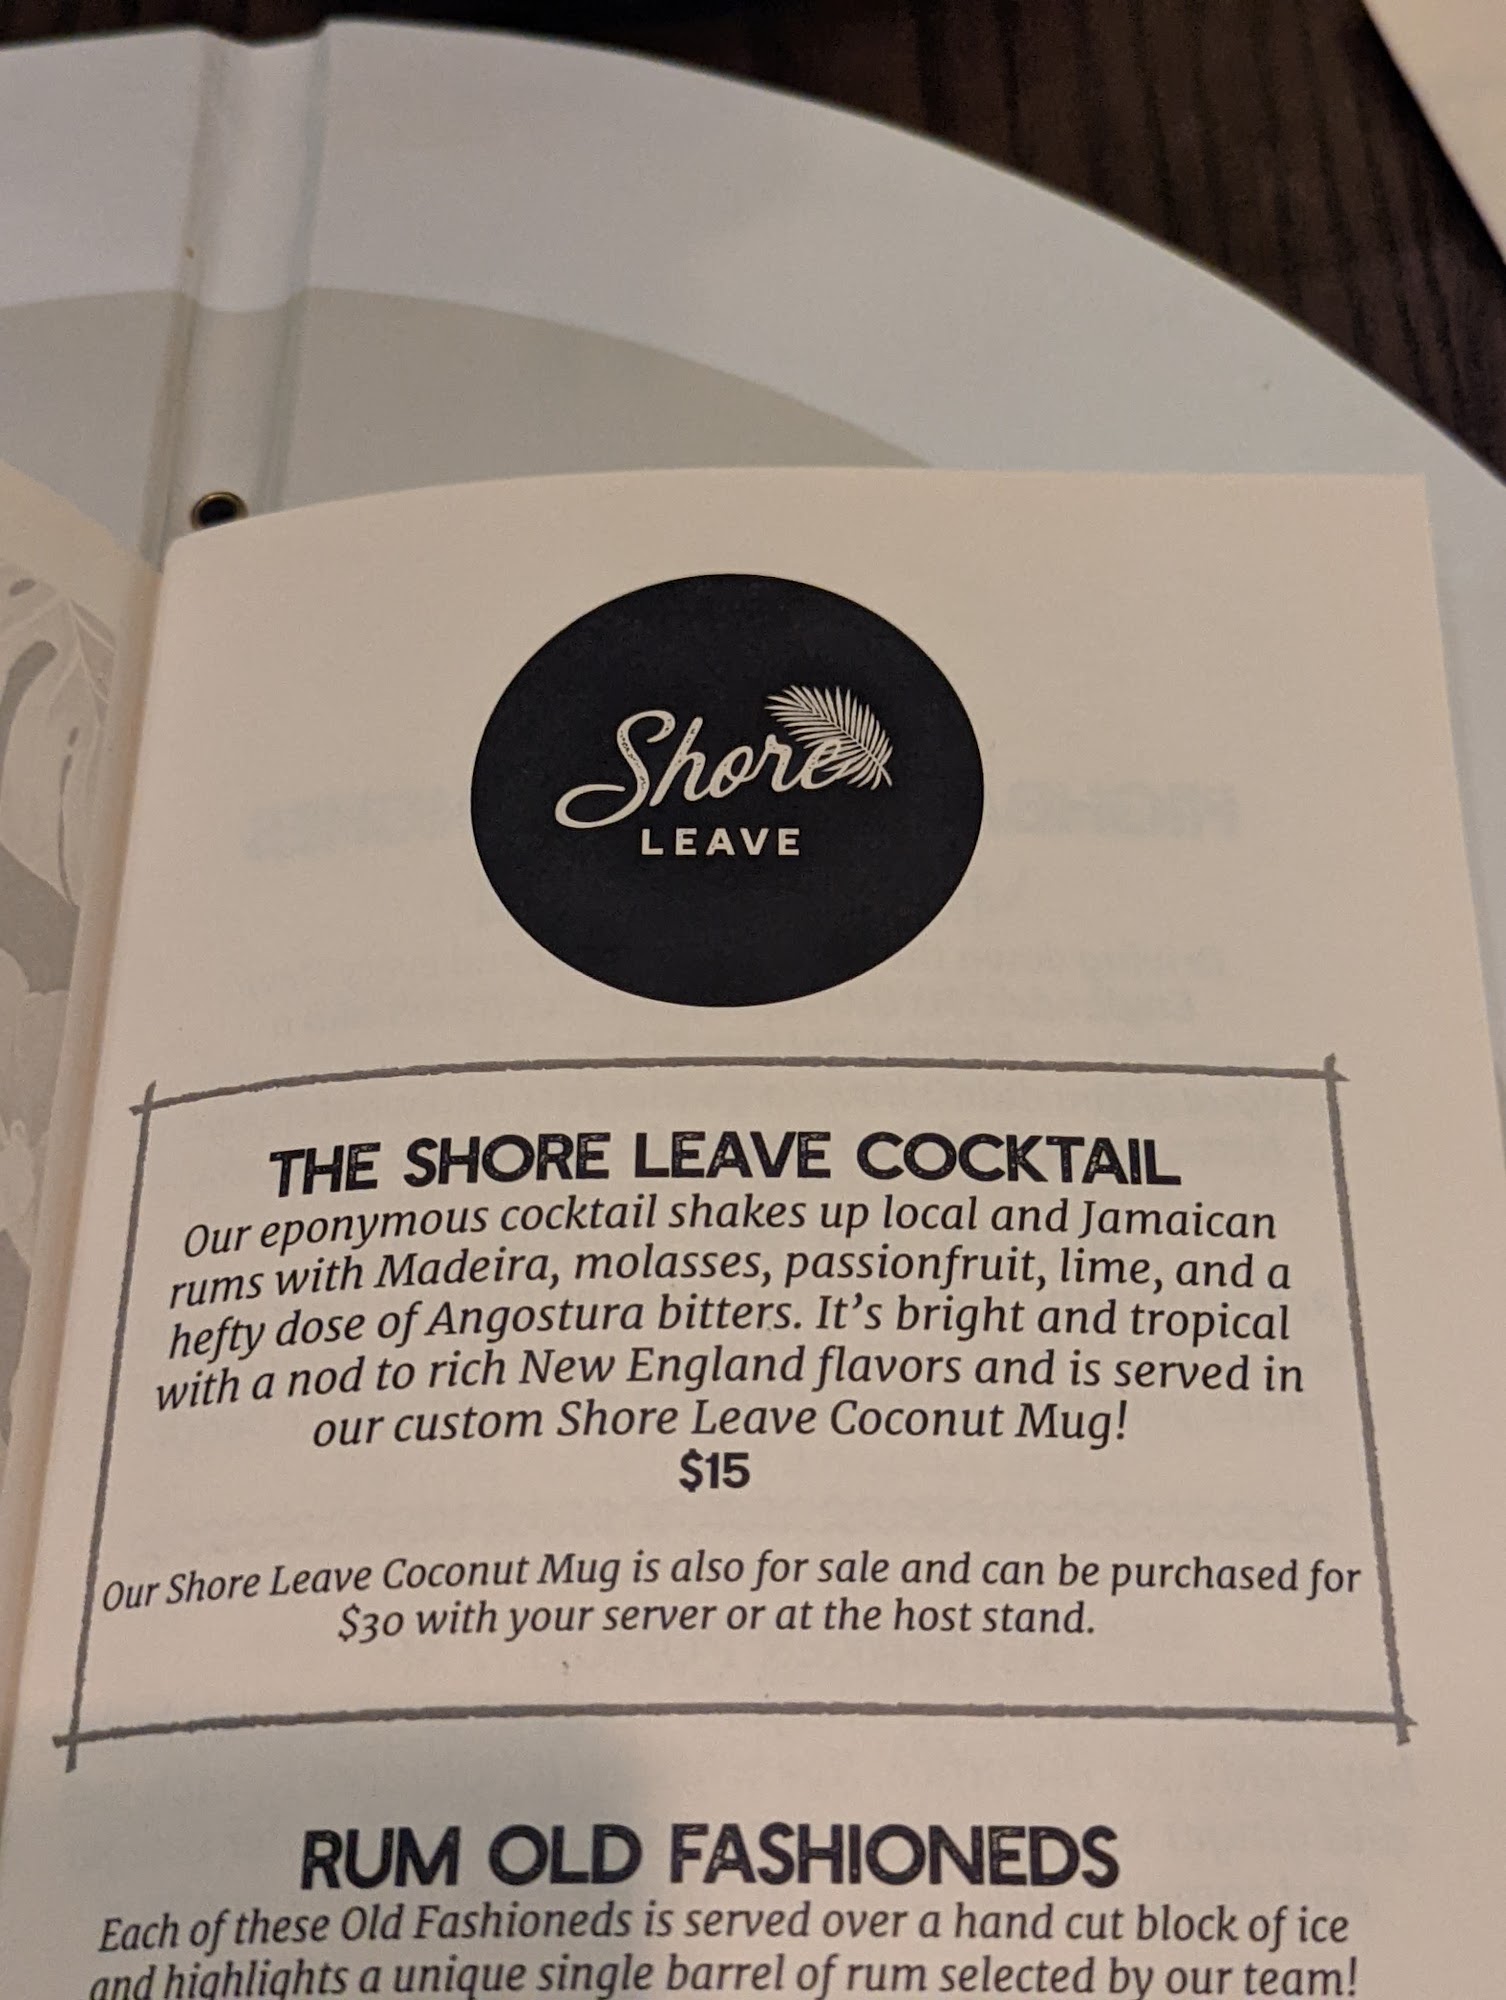 Shore
LEAVE
THE SHORE LEAVE COCKTAIL
Our eponymous cocktail shakes up local and Jamaican
rums with Madeira, molasses, passionfruit, lime, and a
hefty dose of Angostura bitters. It's bright and tropical
with a nod to rich New England flavors and is served in
our custom Shore Leave Coconut Mug!
$15
Our Shore Leave Coconut Mug is also for sale and can be purchased for
$30 with your server or at the host stand.
RUM OLD FASHIONEDS
Each of these Old Fashioneds is served over a hand cut block of ice
and highlights a unique single barrel of rum selected by our team!